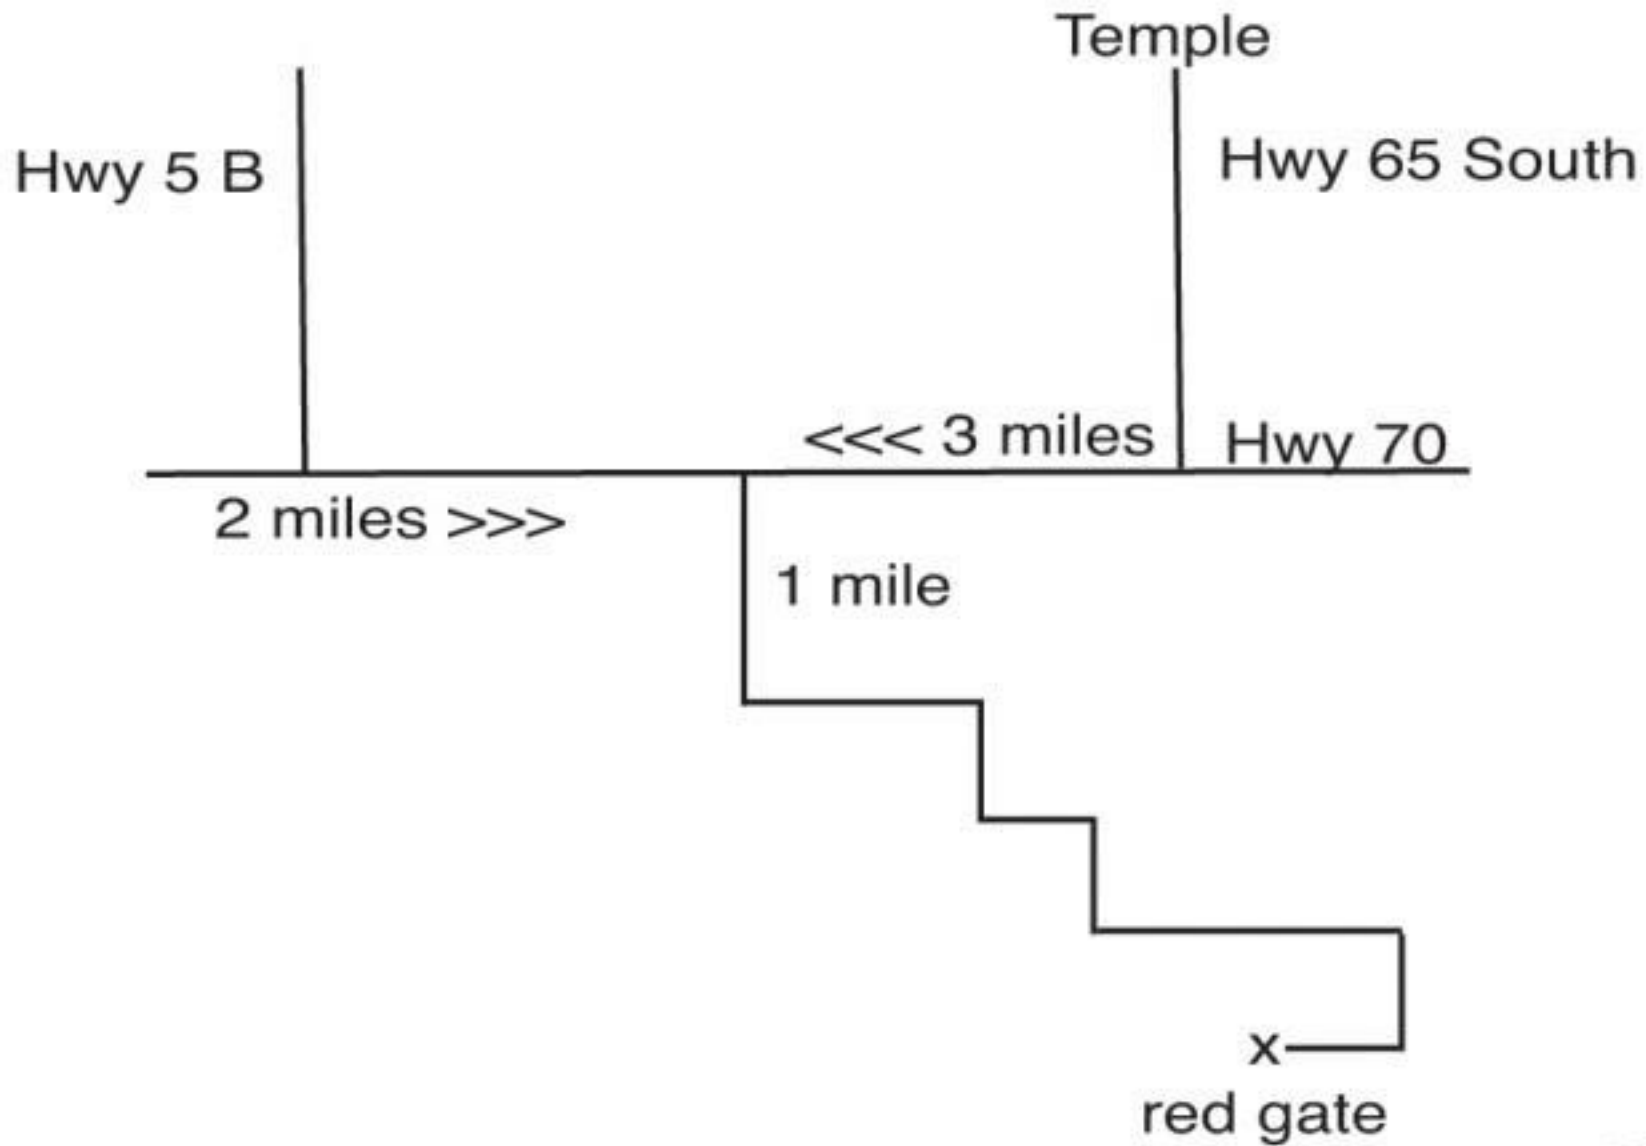 Temple
Hwy 5 B
Hwy 65 South
<<< 3 miles
Hwy 70
2 miles >>>
1 mile
x
red gate